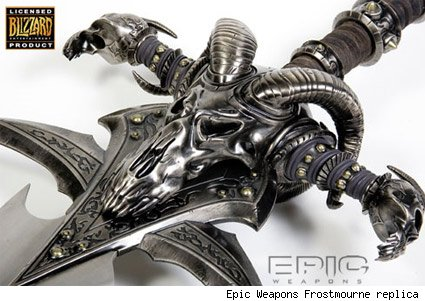 LICENSED
BLIZZARD
ENTERTAINMENT
PRODUCT
EPIC
WEAPONS
Epic Weapons Frostmourne replica